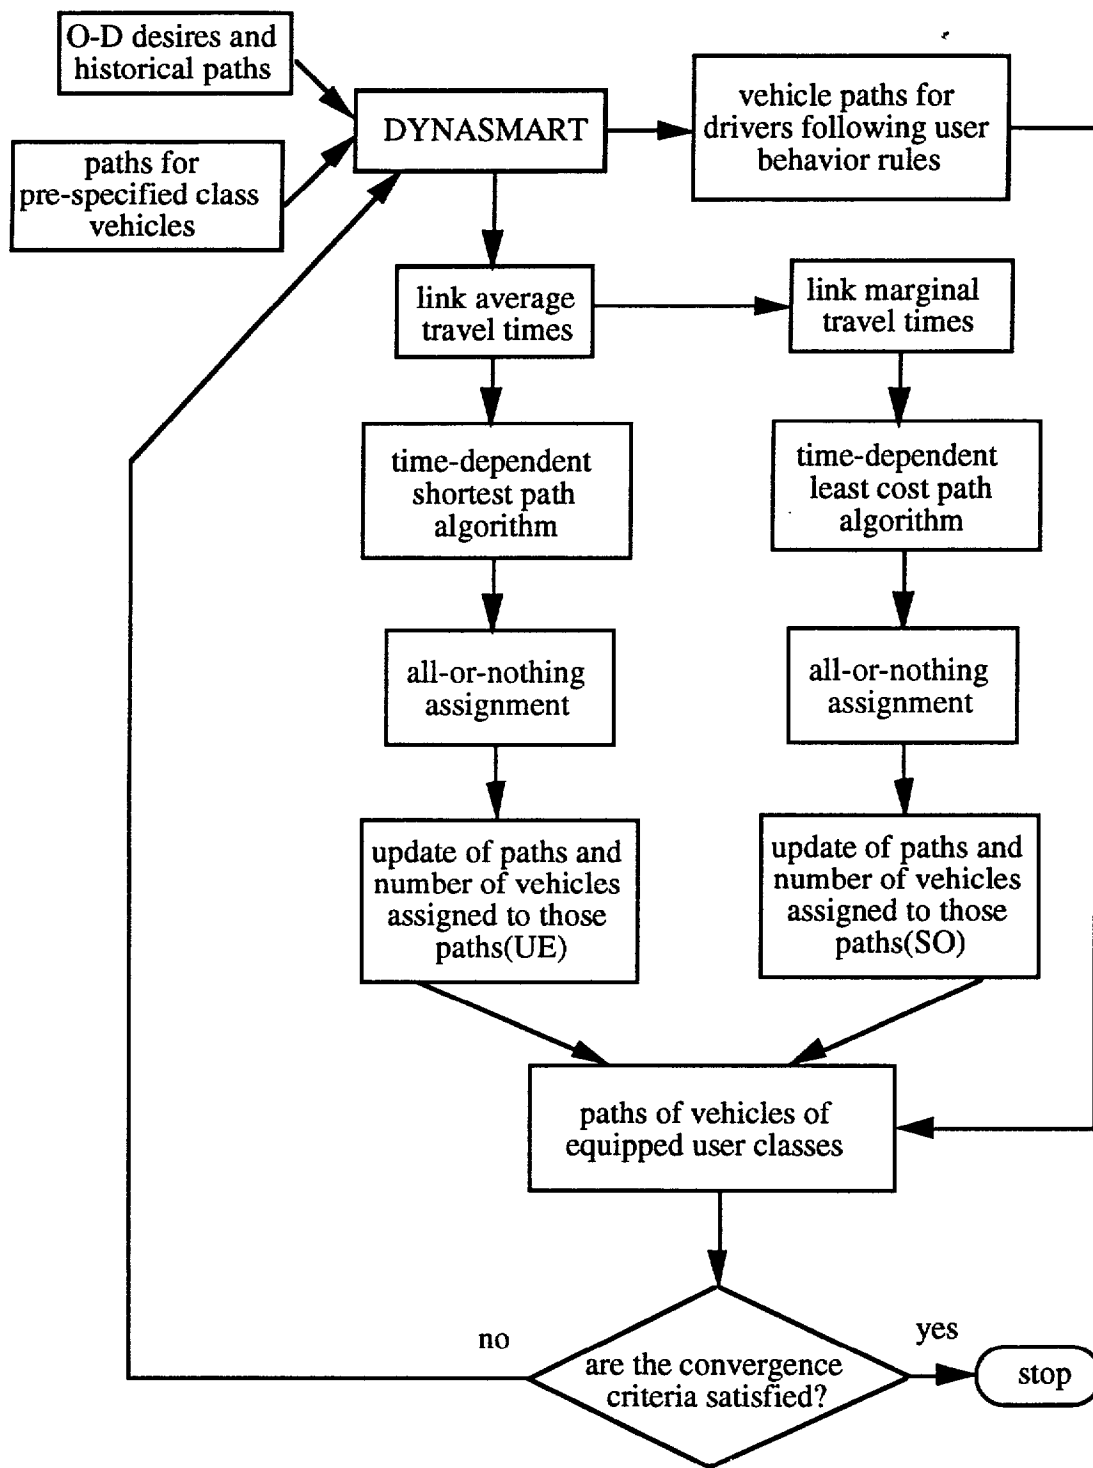 O-D desires and
historical paths
DYNASMART
vehicle paths for
drivers following user
behavior rules
paths for
pre-specified class
vehicles
link average
travel times
link marginal
travel times
time-dependent
shortest path
algorithm
time-dependent
least cost path
algorithm
all-or-nothing
assignment
all-or-nothing
assignment
update of paths and
number of vehicles
assigned to those
paths(UE)
update of paths and
number of vehicles
assigned to those
paths(SO)
paths of vehicles of
equipped user classes
no
yes
are the convergence
criteria satisfied?
stop